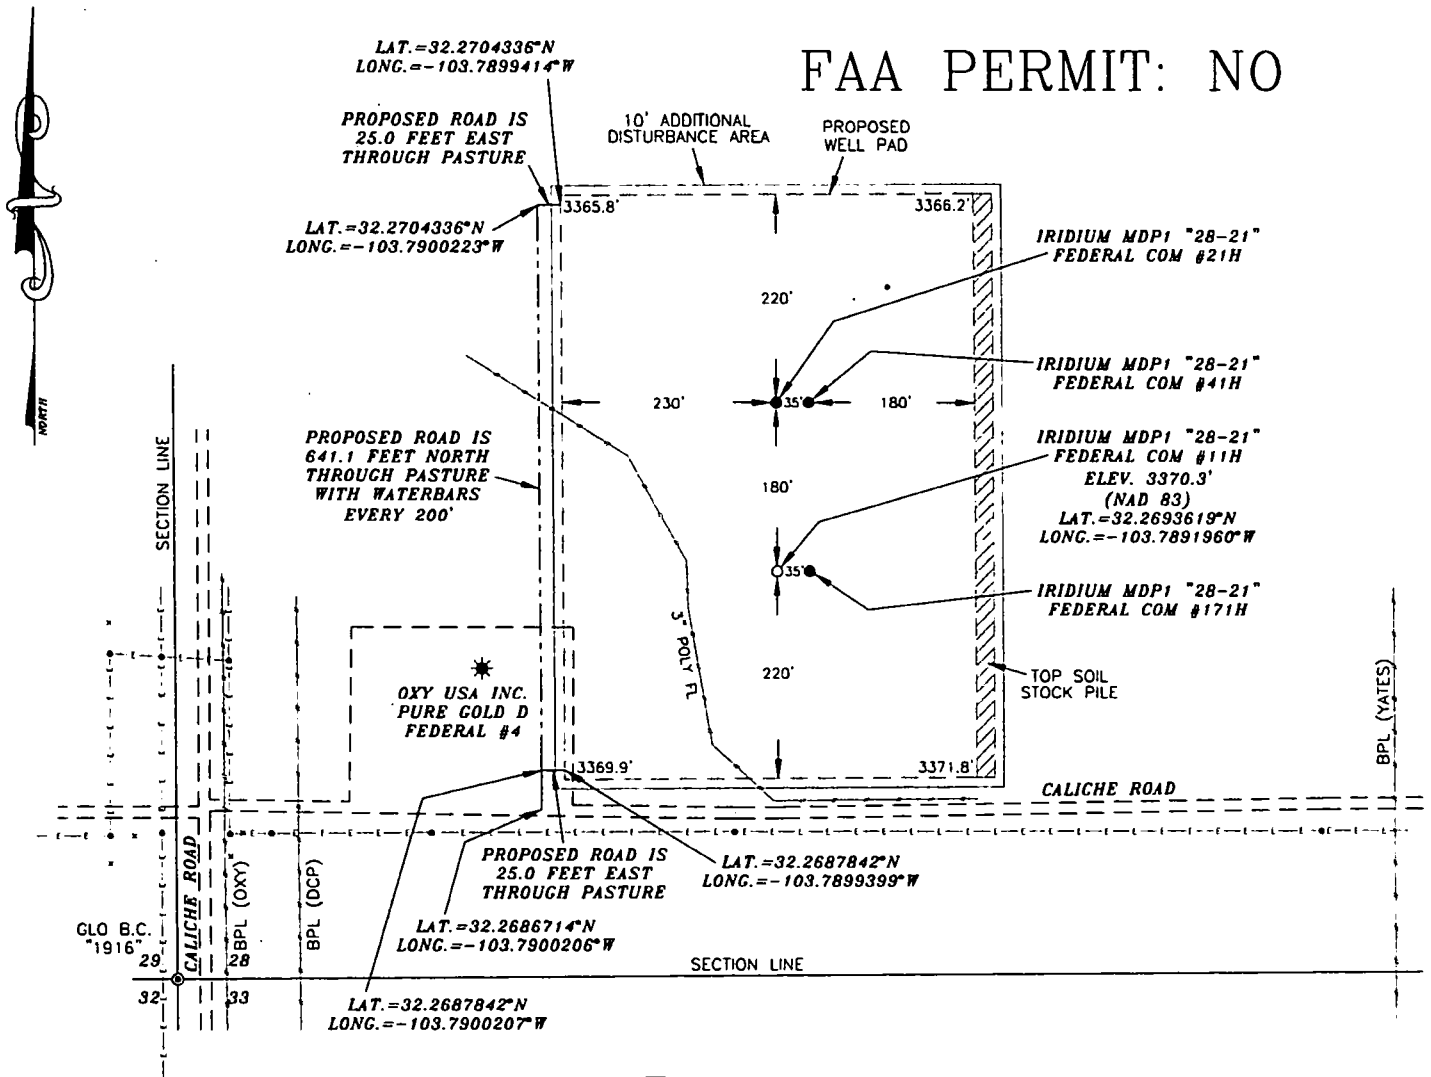 FAA PERMIT: NO
LAT.=32.2704336°N
LONG.=-103.7899414°W
PROPOSED ROAD IS
25.0 FEET EAST
THROUGH PASTURE
10' ADDITIONAL
DISTURBANCE AREA
PROPOSED
WELL PAD
LAT.=32.2704336°N
LONG.=-103.7900223°W
3365.8'
3366.2'
IRIDIUM MDP1 "28-21"
FEDERAL COM #21H
220'
IRIDIUM MDP1 "28-21"
FEDERAL COM #41H
230'
35'
180'
NORTH
SECTION LINE
PROPOSED ROAD IS
641.1 FEET NORTH
THROUGH PASTURE
WITH WATERBARS
EVERY 200'
180'
IRIDIUM MDP1 "28-21"
FEDERAL COM #11H
ELEV. 3370.3'
(NAD 83)
LAT.=32.2693619°N
LONG.=-103.7891960°W
35'
IRIDIUM MDP1 "28-21"
FEDERAL COM #171H
3" POLY FL
220'
TOP SOIL
STOCK PILE
OXY USA INC.
PURE GOLD D
FEDERAL #4
BPL (YATES)
3369.9'
3371.8'
CALICHE ROAD
PROPOSED ROAD IS
25.0 FEET EAST
THROUGH PASTURE
LAT.=32.2687842°N
LONG.=-103.7899399°W
CALICHE ROAD
BPL (OXY)
BPL (DCP)
LAT.=32.2686714°N
LONG.=-103.7900206°W
GLO B.C.
"1916"
29
28
SECTION LINE
32
33
LAT.=32.2687842°N
LONG.=-103.7900207°W